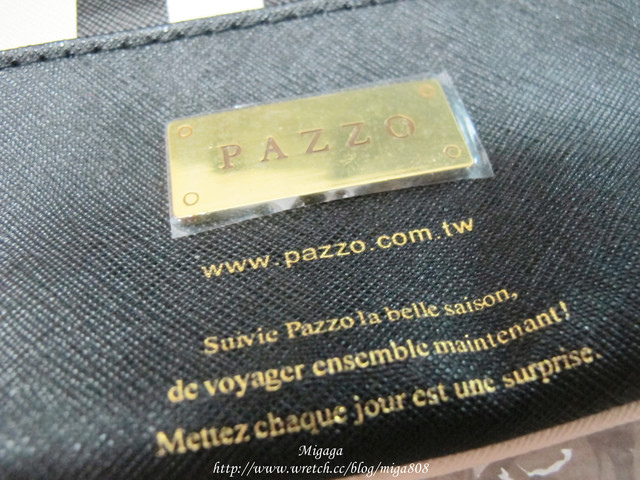 PAZZO
www.pazzo.com.tw
Suivie Pazzo la belle saison,
de voyager ensemble maintenant!
Mettez chaque jour est une surprise.
Migaga
http://www.wretch.cc/blog/miga808